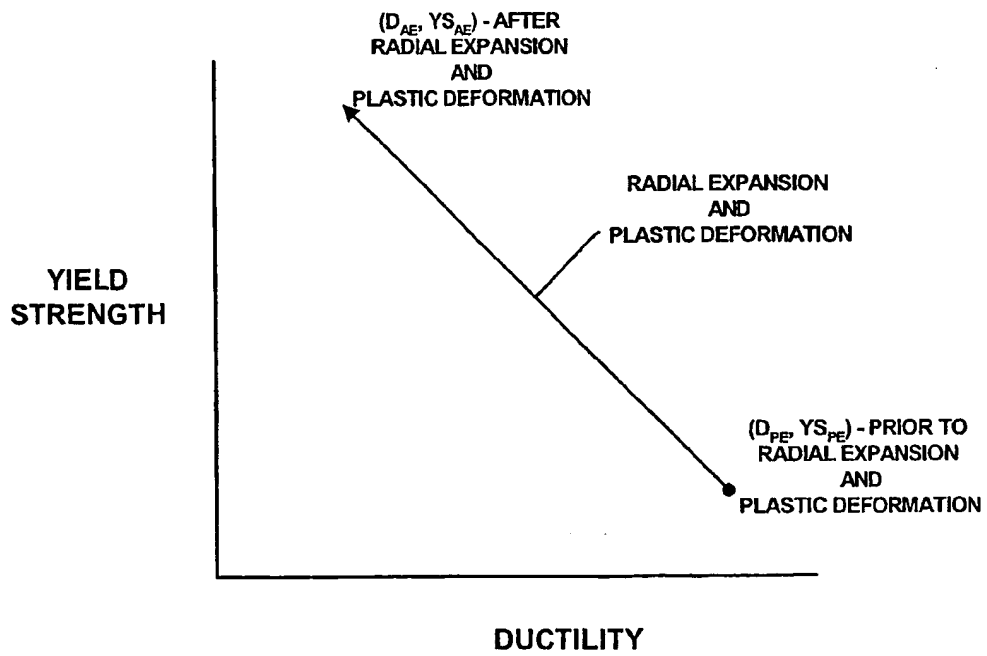 (D_AE, YS_AE) - AFTER
RADIAL EXPANSION
AND
PLASTIC DEFORMATION
RADIAL EXPANSION
AND
PLASTIC DEFORMATION
YIELD
STRENGTH
(D_PE, YS_PE) - PRIOR TO
RADIAL EXPANSION
AND
PLASTIC DEFORMATION
DUCTILITY